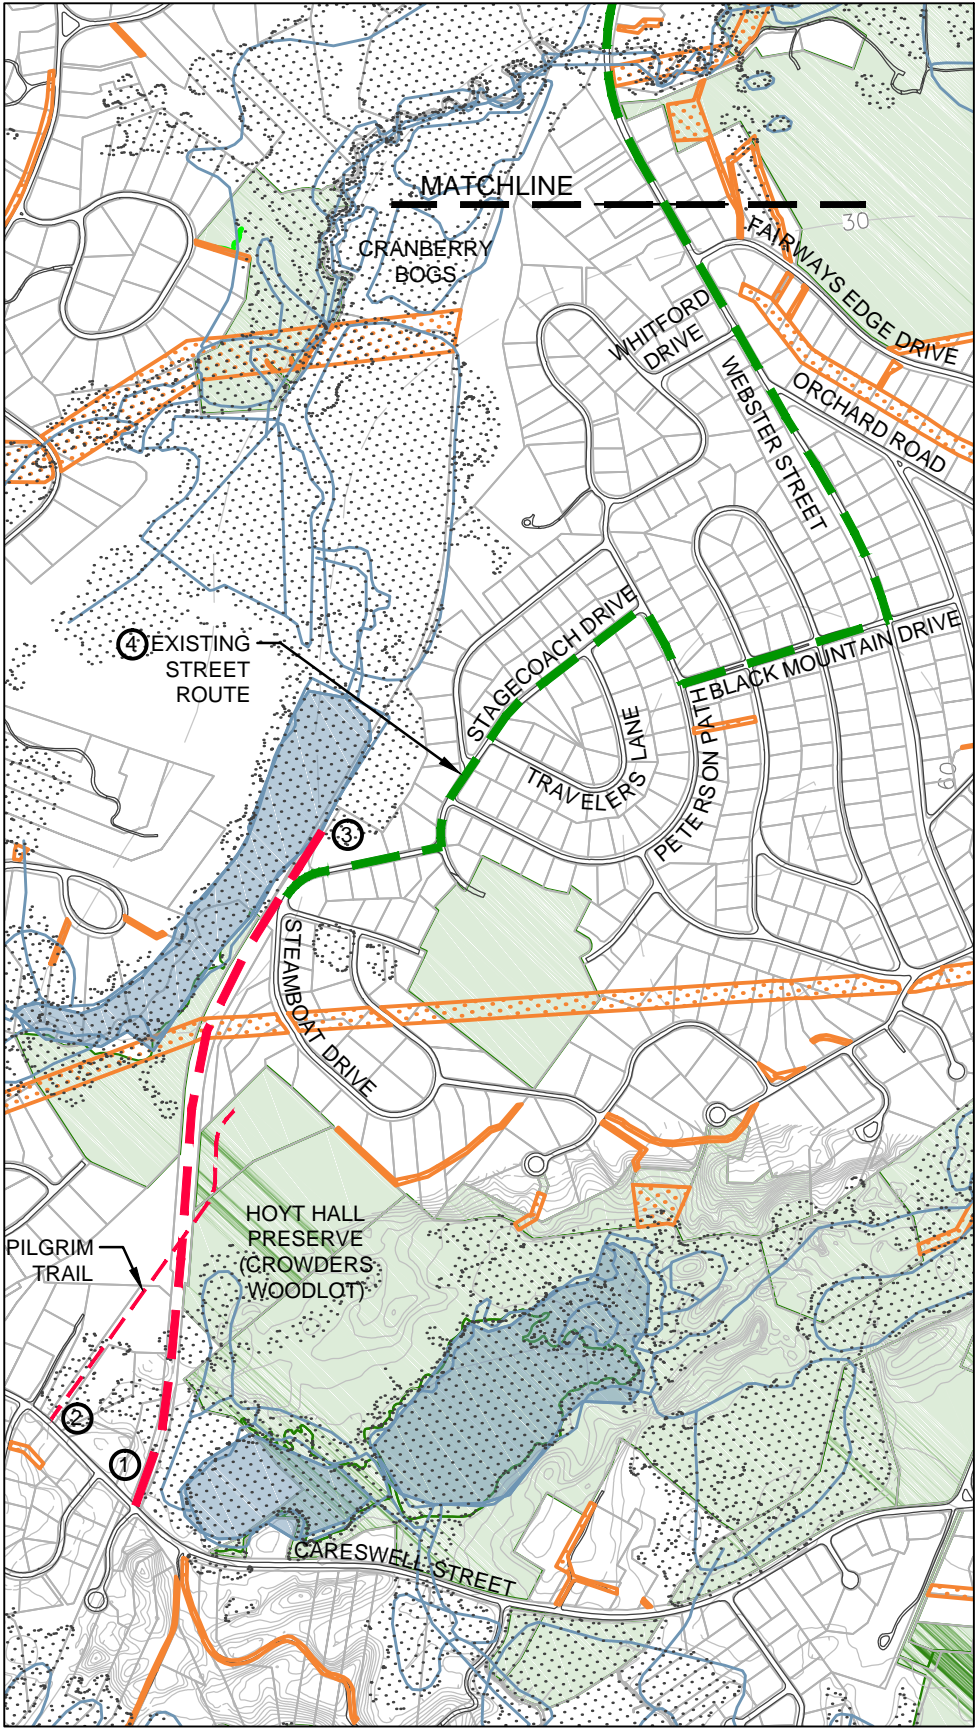 MATCHLINE
30
CRANBERRY
BOGS
FAIRWAYS EDGE DRIVE
WHITFORD
DRIVE
WEBSTER STREET
ORCHARD ROAD
4 EXISTING
STREET
ROUTE
STAGECOACH DRIVE
BLACK MOUNTAIN DRIVE
TRAVELERS LANE
PETERSON PATH
60
3
STEAMBOAT DRIVE
HOYT HALL
PRESERVE
(CROWDERS
WOODLOT)
PILGRIM
TRAIL
2
1
CARESWELL STREET